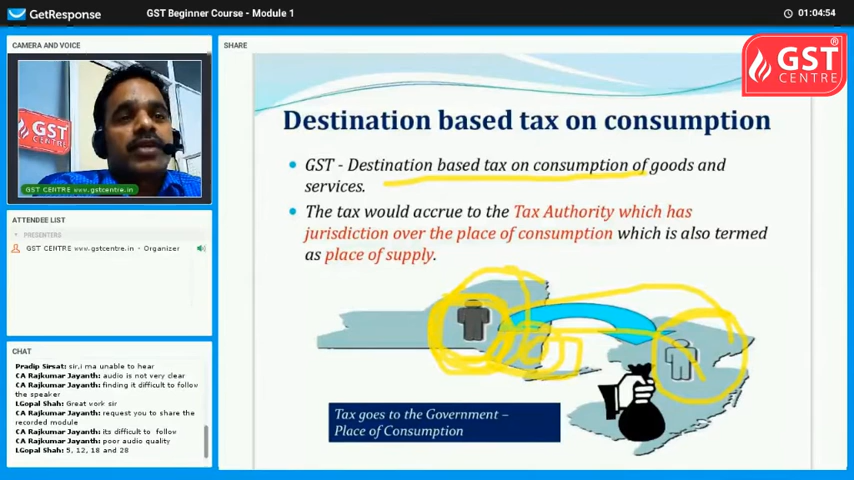 GetResponse
GST Beginner Course - Module 1
01:04:54
CAMERA AND VOICE
SHARE
GST
CENTRE
GST
CENTRE www.gstcentre.in
ATTENDEE LIST
PRESENTERS
GST CENTRE www.gstcentre.in - Organizer
CHAT
Pradip Sirsat: sir,i ma unable to hear
CA Rajkumar Jayanth: audio is not very clear
CA Rajkumar Jayanth: finding it difficult to follow
the speaker
LGopal Shah: Great work sir
CA Rajkumar Jayanth: request you to share the
recorded module
CA Rajkumar Jayanth: its difficult to follow
CA Rajkumar Jayanth: poor audio quality
LGopal Shah: 5, 12, 18 and 28
GST
CENTRE
®
Destination based tax on consumption
GST - Destination based tax on consumption of goods and
services.
The tax would accrue to the Tax Authority which has
jurisdiction over the place of consumption which is also termed
as place of supply.
Tax goes to the Government –
Place of Consumption